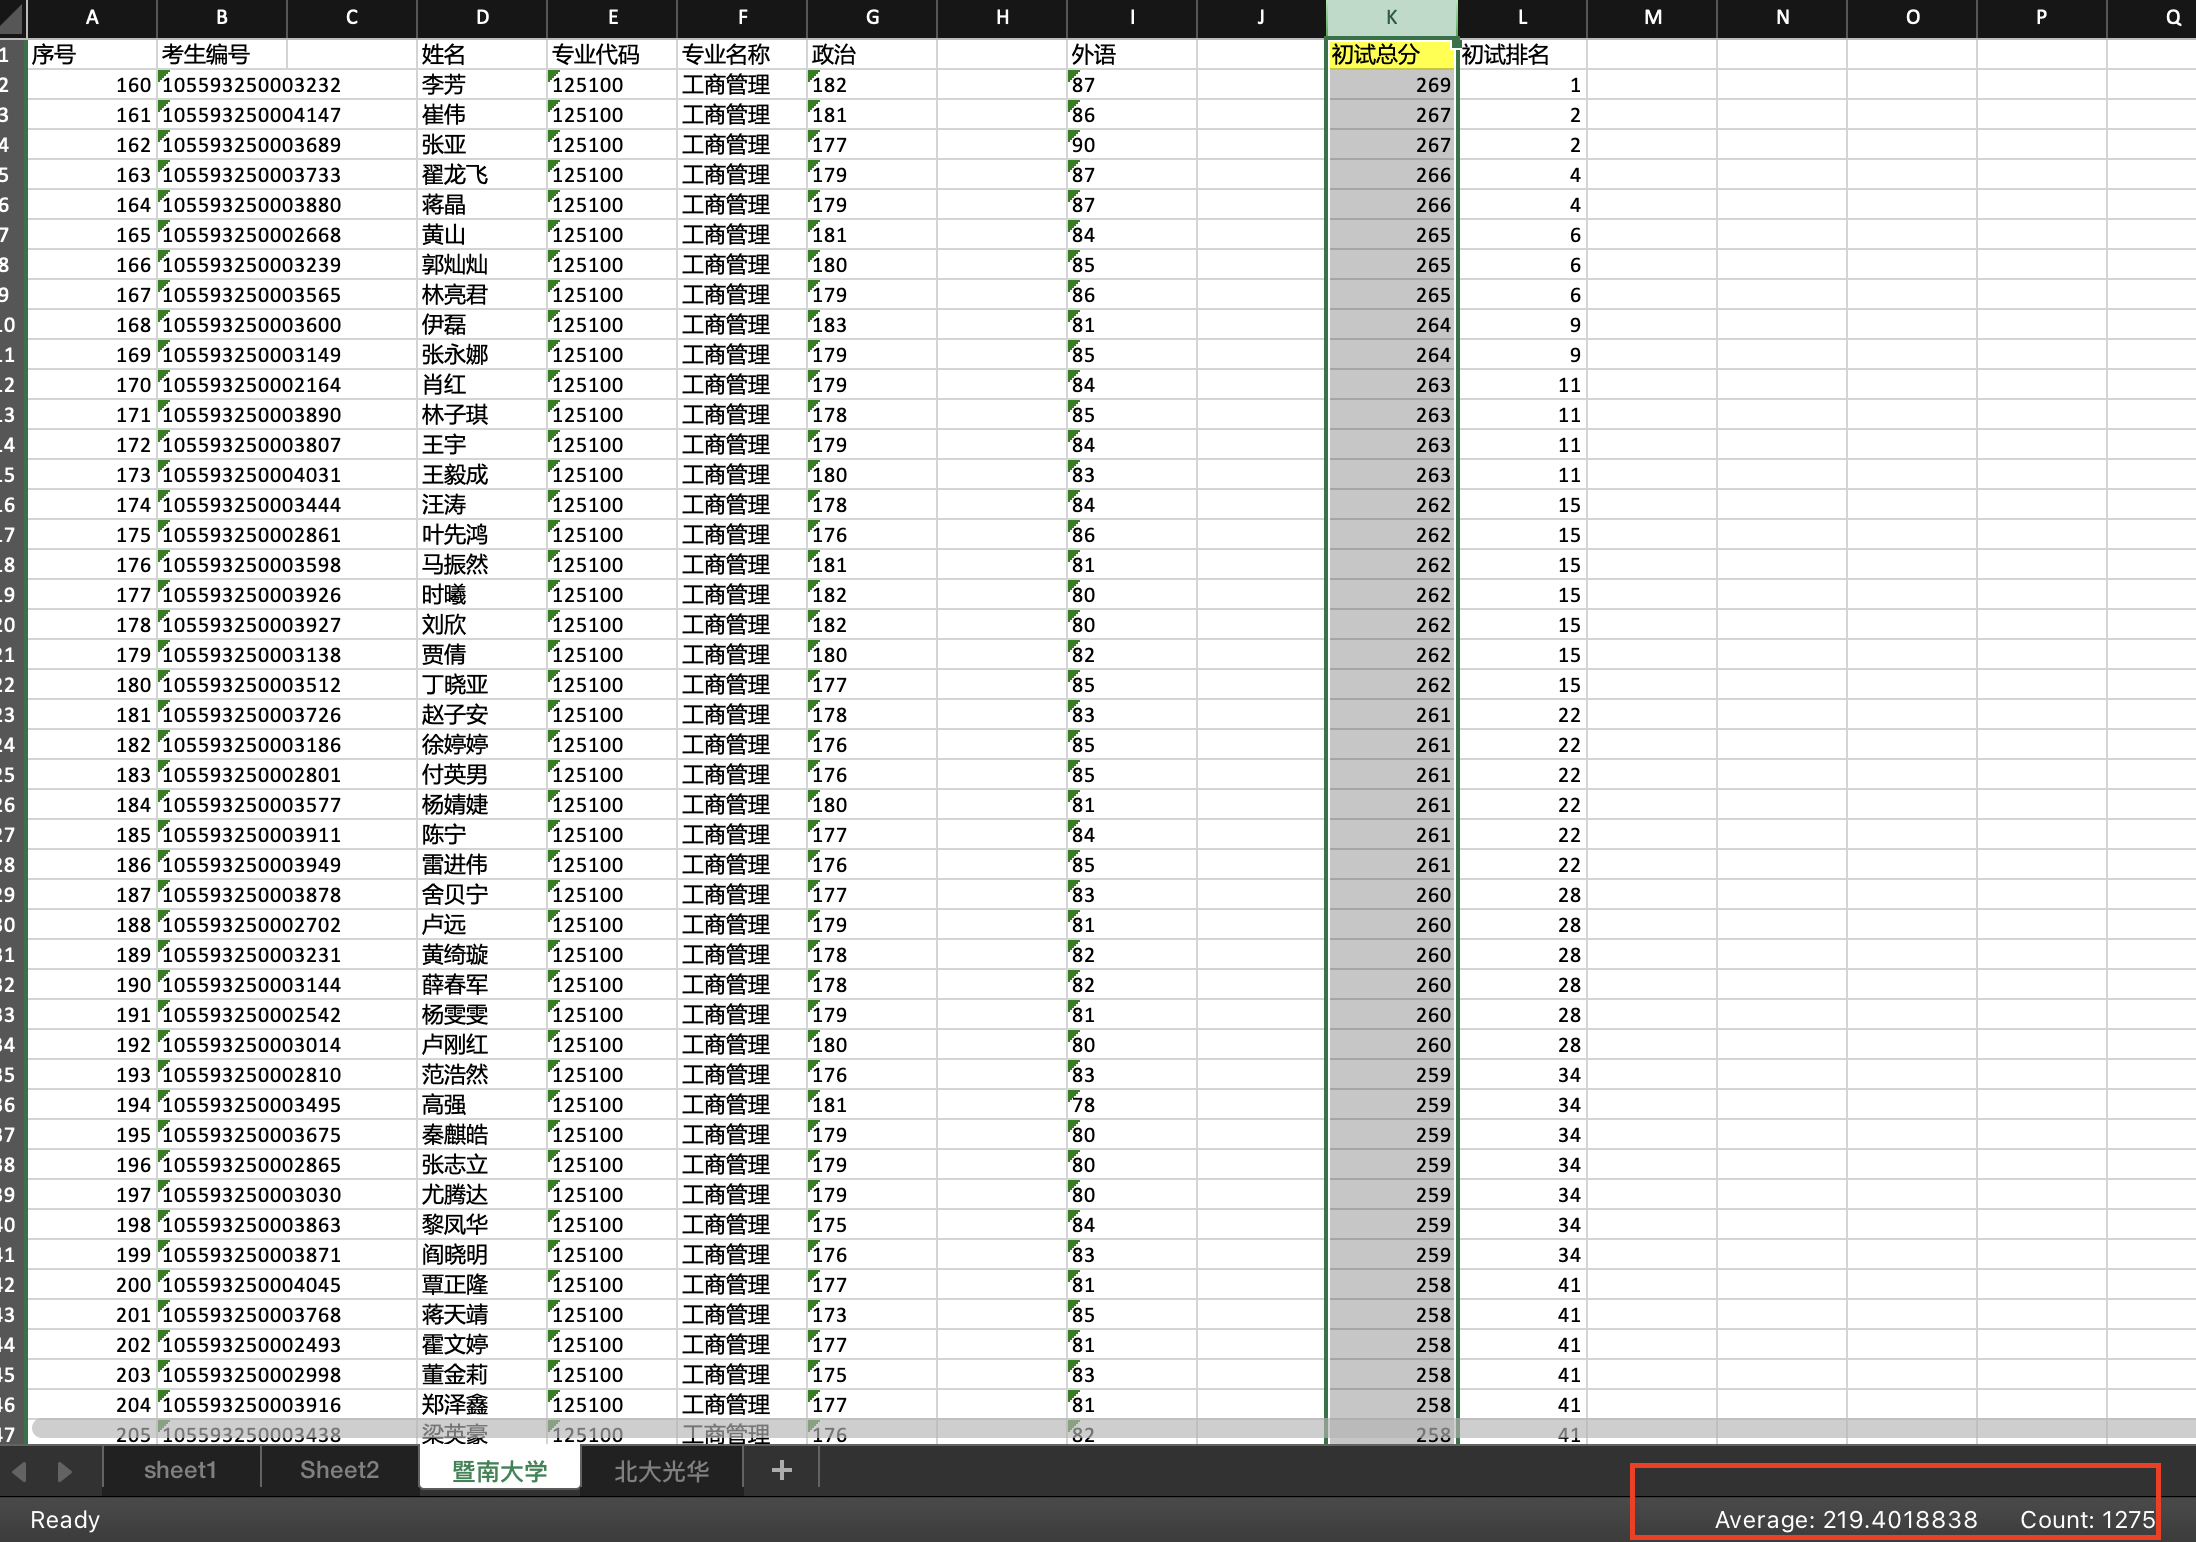 A B C D E F G H I J K L M N O P Q
1 序号 考生编号 姓名 专业代码 专业名称 政治 外语 初试总分 初试排名
2 160 105593250003232 李芳 125100 工商管理 182 87 269 1
3 161 105593250004147 崔伟 125100 工商管理 181 86 267 2
4 162 105593250003689 张亚 125100 工商管理 177 90 267 2
5 163 105593250003733 翟龙飞 125100 工商管理 179 87 266 4
6 164 105593250003880 蒋晶 125100 工商管理 179 87 266 4
7 165 105593250002668 黄山 125100 工商管理 181 84 265 6
8 166 105593250003239 郭灿灿 125100 工商管理 180 85 265 6
9 167 105593250003565 林亮君 125100 工商管理 179 86 265 6
0 168 105593250003600 伊磊 125100 工商管理 183 81 264 9
1 169 105593250003149 张永娜 125100 工商管理 179 85 264 9
2 170 105593250002164 肖红 125100 工商管理 179 84 263 11
3 171 105593250003890 林子琪 125100 工商管理 178 85 263 11
4 172 105593250003807 王宇 125100 工商管理 179 84 263 11
5 173 105593250004031 王毅成 125100 工商管理 180 83 263 11
6 174 105593250003444 汪涛 125100 工商管理 178 84 262 15
7 175 105593250002861 叶先鸿 125100 工商管理 176 86 262 15
8 176 105593250003598 马振然 125100 工商管理 181 81 262 15
9 177 105593250003926 时曦 125100 工商管理 182 80 262 15
20 178 105593250003927 刘欣 125100 工商管理 182 80 262 15
21 179 105593250003138 贾倩 125100 工商管理 180 82 262 15
22 180 105593250003512 丁晓亚 125100 工商管理 177 85 262 15
23 181 105593250003726 赵子安 125100 工商管理 178 83 261 22
24 182 105593250003186 徐婷婷 125100 工商管理 176 85 261 22
25 183 105593250002801 付英男 125100 工商管理 176 85 261 22
26 184 105593250003577 杨婧婕 125100 工商管理 180 81 261 22
27 185 105593250003911 陈宁 125100 工商管理 177 84 261 22
28 186 105593250003949 雷进伟 125100 工商管理 176 85 261 22
29 187 105593250003878 舍贝宁 125100 工商管理 177 83 260 28
30 188 105593250002702 卢远 125100 工商管理 179 81 260 28
31 189 105593250003231 黄绮璇 125100 工商管理 178 82 260 28
32 190 105593250003144 薛春军 125100 工商管理 178 82 260 28
33 191 105593250002542 杨雯雯 125100 工商管理 179 81 260 28
34 192 105593250003014 卢刚红 125100 工商管理 180 80 260 28
35 193 105593250002810 范浩然 125100 工商管理 176 83 259 34
36 194 105593250003495 高强 125100 工商管理 181 78 259 34
37 195 105593250003675 秦麒皓 125100 工商管理 179 80 259 34
38 196 105593250002865 张志立 125100 工商管理 179 80 259 34
39 197 105593250003030 尤腾达 125100 工商管理 179 80 259 34
40 198 105593250003863 黎凤华 125100 工商管理 175 84 259 34
41 199 105593250003871 阎晓明 125100 工商管理 176 83 259 34
42 200 105593250004045 覃正隆 125100 工商管理 177 81 258 41
43 201 105593250003768 蒋天靖 125100 工商管理 173 85 258 41
44 202 105593250002493 霍文婷 125100 工商管理 177 81 258 41
45 203 105593250002998 董金莉 125100 工商管理 175 83 258 41
46 204 105593250003916 郑泽鑫 125100 工商管理 177 81 258 41
47 205 105593250003438 梁英豪 125100 工商管理 176 82 258 41
sheet1 Sheet2 暨南大学 北大光华 +
Ready Average: 219.4018838 Count: 1275